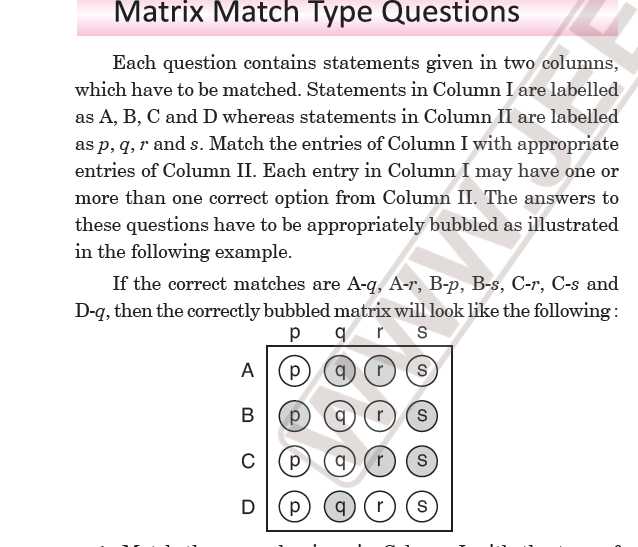 Matrix Match Type Questions
Each question contains statements given in two columns,
which have to be matched. Statements in Column I are labelled
as A, B, C and D whereas statements in Column II are labelled
as p, q, r and s. Match the entries of Column I with appropriate
entries of Column II. Each entry in Column I may have one or
more than one correct option from Column II. The answers to
these questions have to be appropriately bubbled as illustrated
in the following example.
If the correct matches are A-q, A-r, B-p, B-s, C-r, C-s and
D-q, then the correctly bubbled matrix will look like the following :
p q r s
A p q r s
B p q r s
C p q r s
D p q r s
WWW.JEE